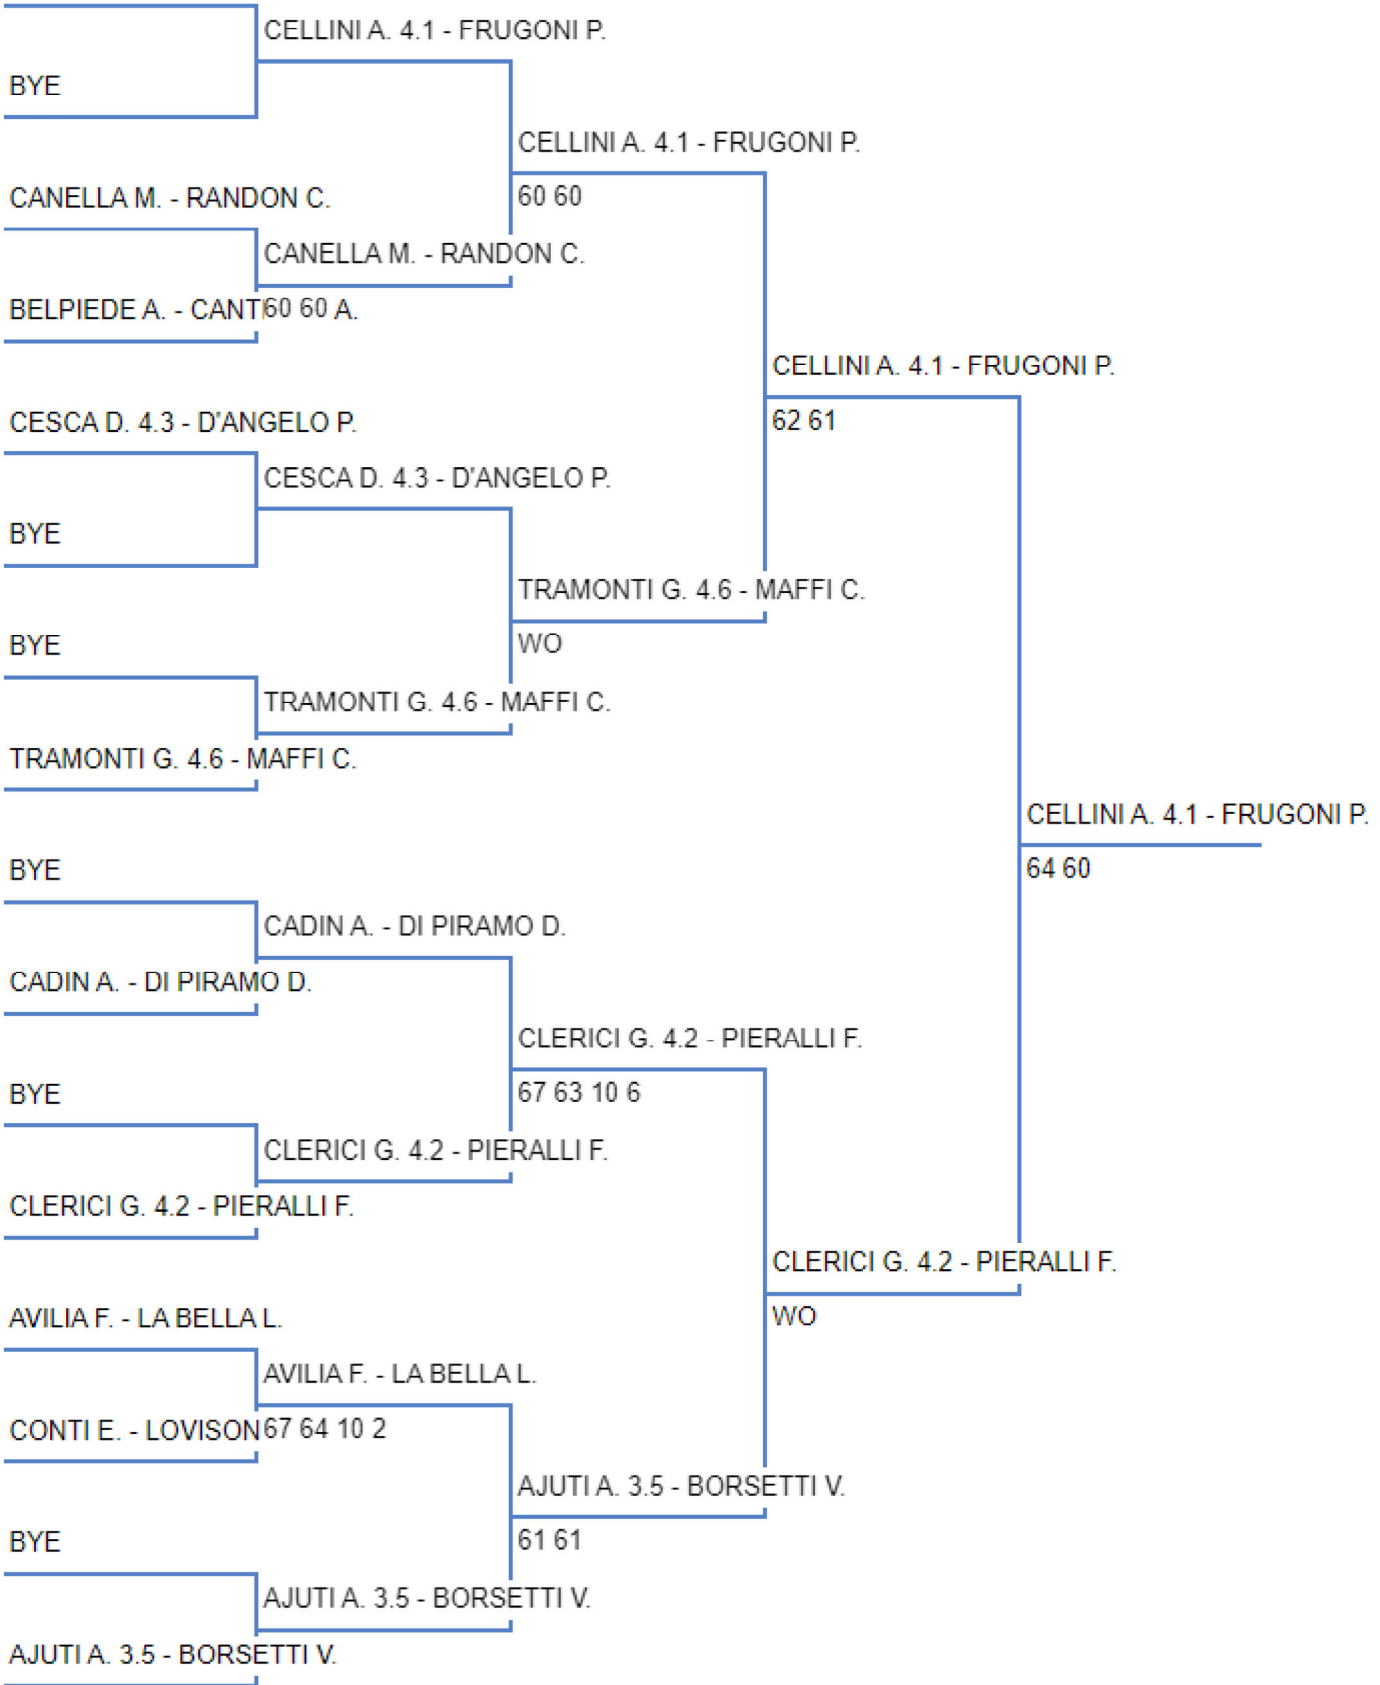 CELLINI A. 4.1 - FRUGONI P.
BYE
CELLINI A. 4.1 - FRUGONI P.
CANELLA M. - RANDON C.
60 60
CANELLA M. - RANDON C.
BELPIEDE A. - CANTI
60 60
A.
CELLINI A. 4.1 - FRUGONI P.
CESCA D. 4.3 - D'ANGELO P.
62 61
CESCA D. 4.3 - D'ANGELO P.
BYE
TRAMONTI G. 4.6 - MAFFI C.
BYE
WO
TRAMONTI G. 4.6 - MAFFI C.
TRAMONTI G. 4.6 - MAFFI C.
CELLINI A. 4.1 - FRUGONI P.
BYE
64 60
CADIN A. - DI PIRAMO D.
CADIN A. - DI PIRAMO D.
CLERICI G. 4.2 - PIERALLI F.
BYE
67 63 10 6
CLERICI G. 4.2 - PIERALLI F.
CLERICI G. 4.2 - PIERALLI F.
CLERICI G. 4.2 - PIERALLI F.
AVILIA F. - LA BELLA L.
WO
AVILIA F. - LA BELLA L.
CONTI E. - LOVISON
67 64 10 2
AJUTI A. 3.5 - BORSETTI V.
BYE
61 61
AJUTI A. 3.5 - BORSETTI V.
AJUTI A. 3.5 - BORSETTI V.